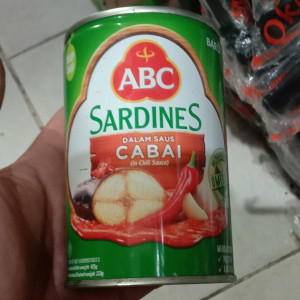 ABC
SARDINES
DALAM SAUS
CABAI
(in Chili Sauce)